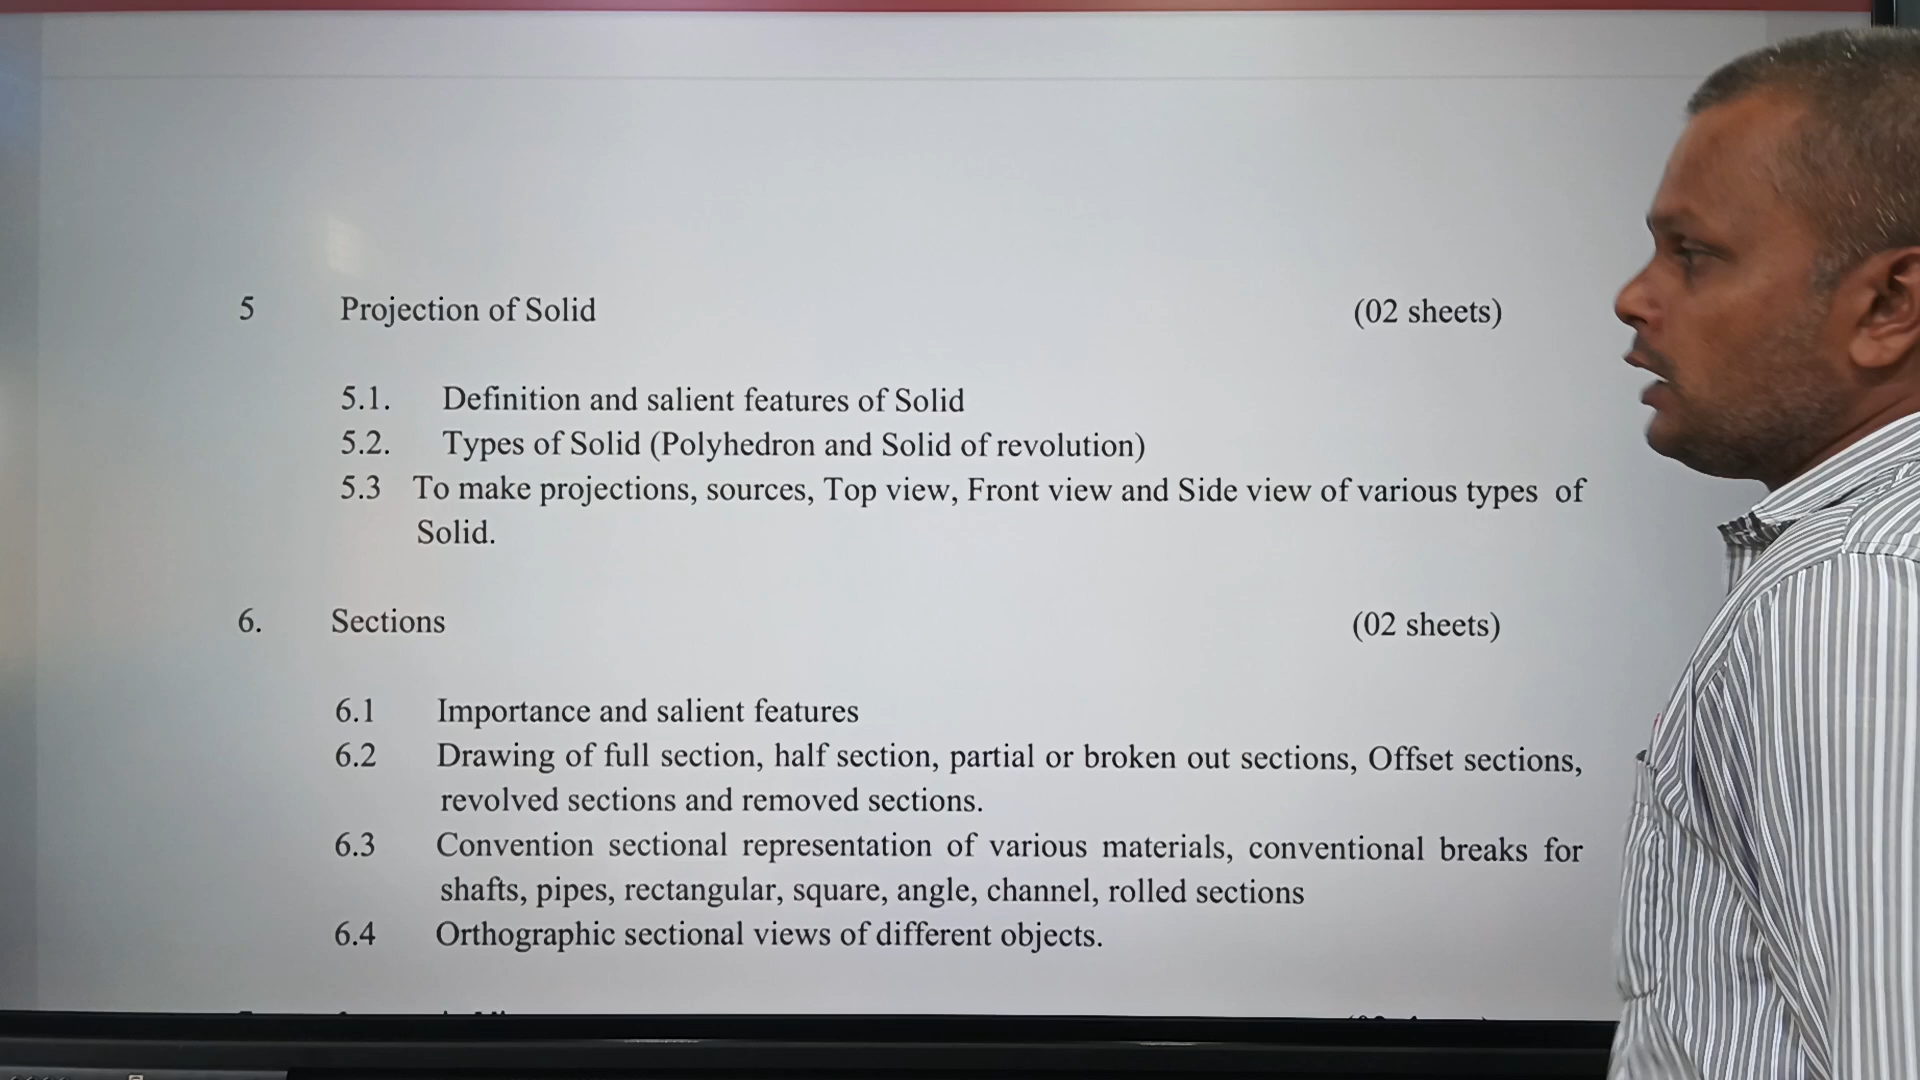 5 Projection of Solid (02 sheets)
5.1. Definition and salient features of Solid
5.2. Types of Solid (Polyhedron and Solid of revolution)
5.3 To make projections, sources, Top view, Front view and Side view of various types of
Solid.
6. Sections (02 sheets)
6.1 Importance and salient features
6.2 Drawing of full section, half section, partial or broken out sections, Offset sections,
revolved sections and removed sections.
6.3 Convention sectional representation of various materials, conventional breaks for
shafts, pipes, rectangular, square, angle, channel, rolled sections
6.4 Orthographic sectional views of different objects.